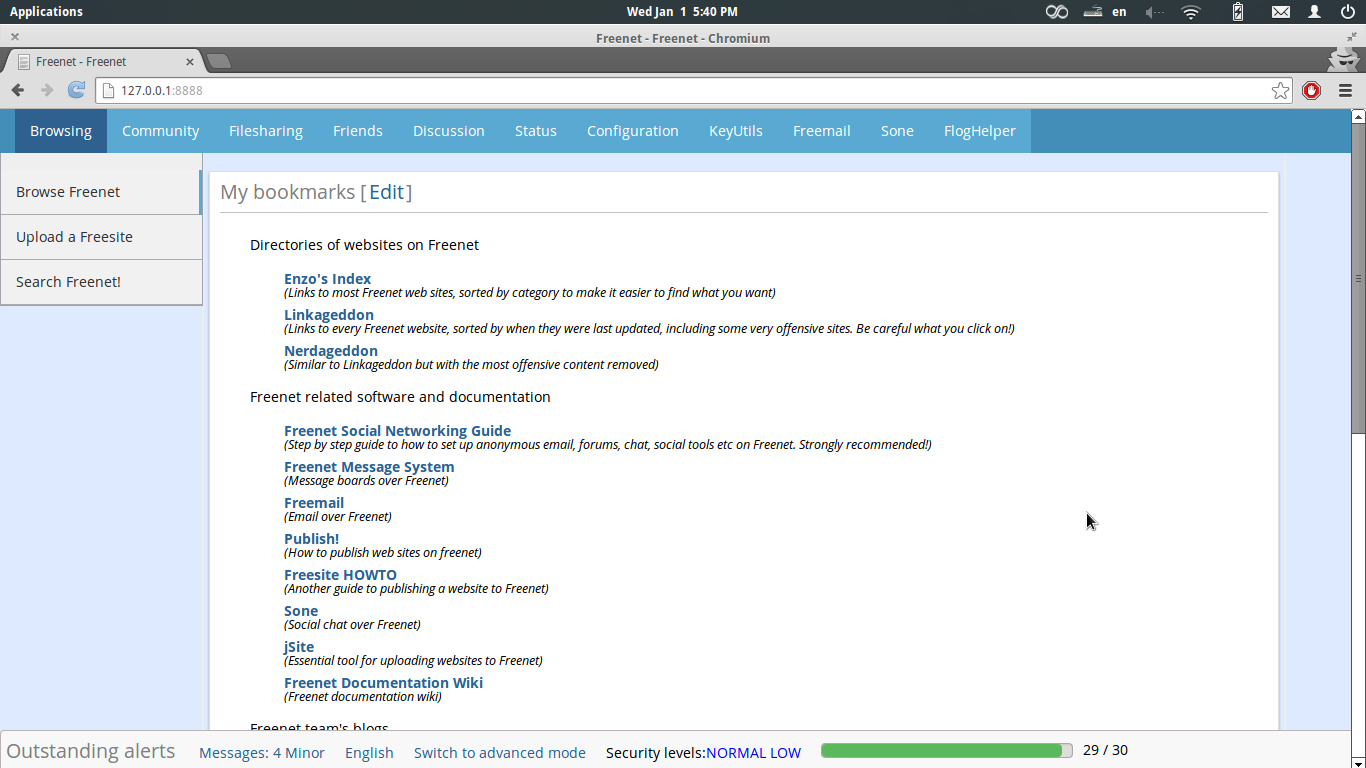 Applications
Wed Jan 1 5:40 PM
en
Freenet - Freenet - Chromium
Freenet - Freenet
127.0.0.1:8888
Browsing Community Filesharing Friends Discussion Status Configuration KeyUtils Freemail Sone FlogHelper
Browse Freenet
Upload a Freesite
Search Freenet!
My bookmarks [Edit]
Directories of websites on Freenet
Enzo's Index
(Links to most Freenet web sites, sorted by category to make it easier to find what you want)
Linkageddon
(Links to every Freenet website, sorted by when they were last updated, including some very offensive sites. Be careful what you click on!)
Nerdageddon
(Similar to Linkageddon but with the most offensive content removed)
Freenet related software and documentation
Freenet Social Networking Guide
(Step by step guide to how to set up anonymous email, forums, chat, social tools etc on Freenet. Strongly recommended!)
Freenet Message System
(Message boards over Freenet)
Freemail
(Email over Freenet)
Publish!
(How to publish web sites on freenet)
Freesite HOWTO
(Another guide to publishing a website to Freenet)
Sone
(Social chat over Freenet)
jSite
(Essential tool for uploading websites to Freenet)
Freenet Documentation Wiki
(Freenet documentation wiki)
Freenet team's blogs
Outstanding alerts Messages: 4 Minor English Switch to advanced mode Security levels:NORMAL LOW 29 / 30